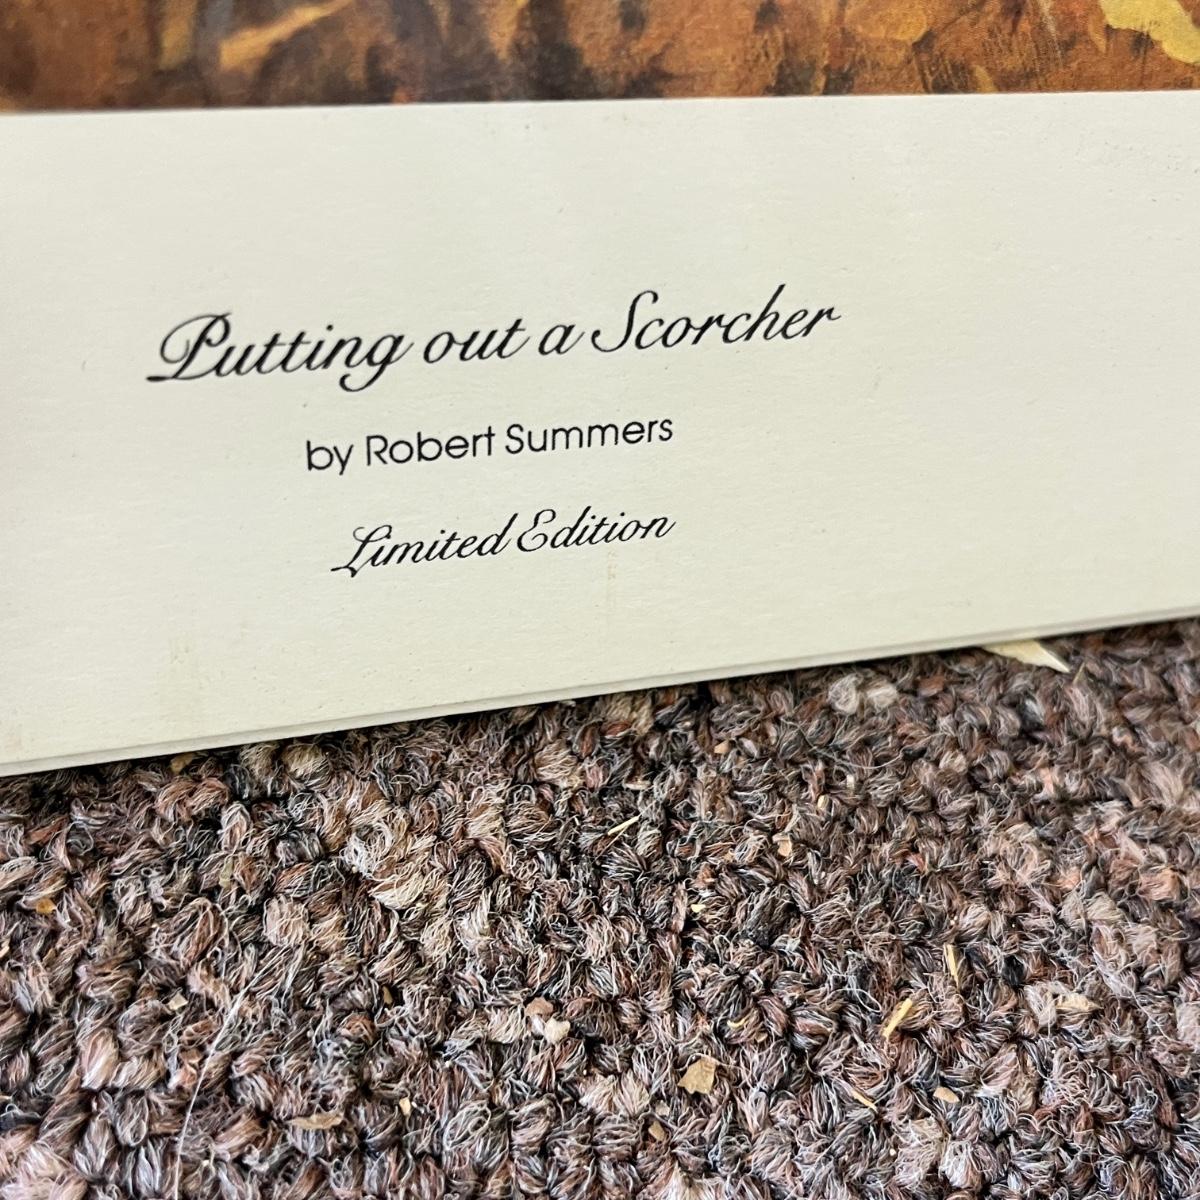 Putting out a Scorcher
by Robert Summers
Limited Edition